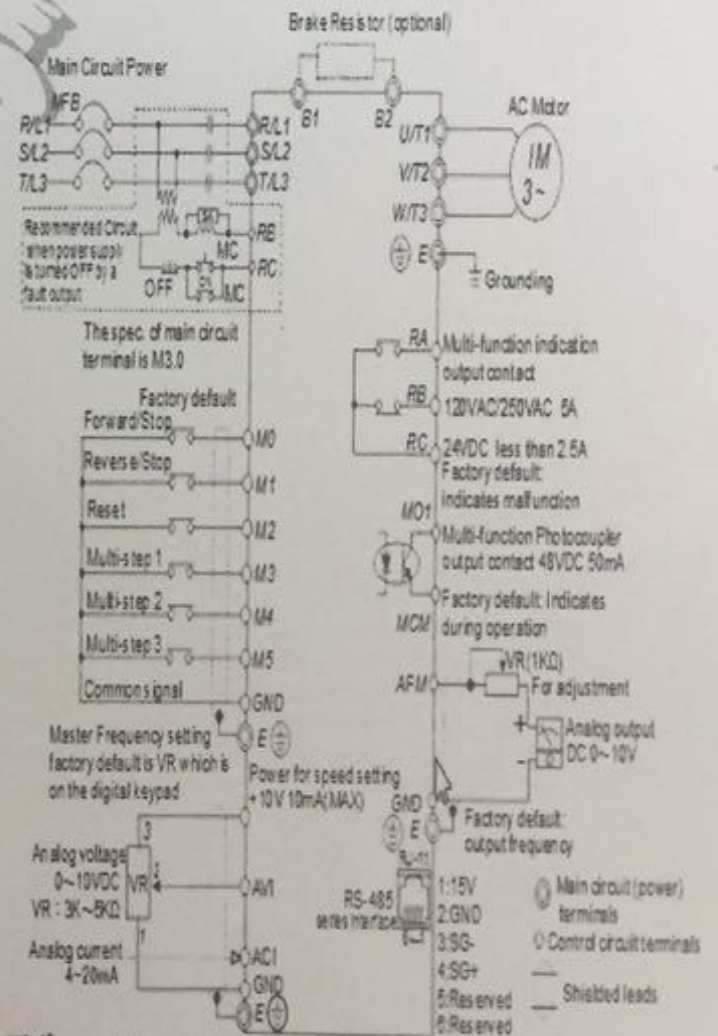 Brake Resistor (optional)
Main Circuit Power
MFB
R/L1
S/L2
T/L3
R/L1
S/L2
T/L3
B1
B2
AC Motor
U/T1
V/T2
W/T3
IM
3~
E
Grounding
Recommended Circuit
when power supply
is turned OFF by a
fault output
OFF
MC
MC
RB
RC
The spec. of main circuit
terminal is M3.0
Factory default
Forward/Stop
M0
Reverse/Stop
M1
Reset
M2
Multi-step 1
M3
Multi-step 2
M4
Multi-step 3
M5
Common signal
GND
E
RA
Multi-function indication
output contact
RB
120VAC/250VAC 5A
RC
24VDC less than 2.5A
Factory default:
indicates malfunction
MO1
Multi-function Photocoupler
output contact 48VDC 50mA
MCM
Factory default: Indicates
during operation
AFM
VR(1KΩ)
For adjustment
+
-
Analog output
DC 0~10V
GND
E
Factory default:
output frequency
Master Frequency setting
factory default is VR which is
on the digital keypad
Power for speed setting
+10V 10mA(MAX)
3
2
1
Analog voltage
0~10VDC
VR : 3K~5KΩ
VR
AVI
Analog current
4~20mA
ACI
GND
E
RJ-11
RS-485
series interface
6←1
1:15V
2:GND
3:SG-
4:SG+
5:Reserved
6:Reserved
Main circuit (power)
terminals
Control circuit terminals
Shielded leads